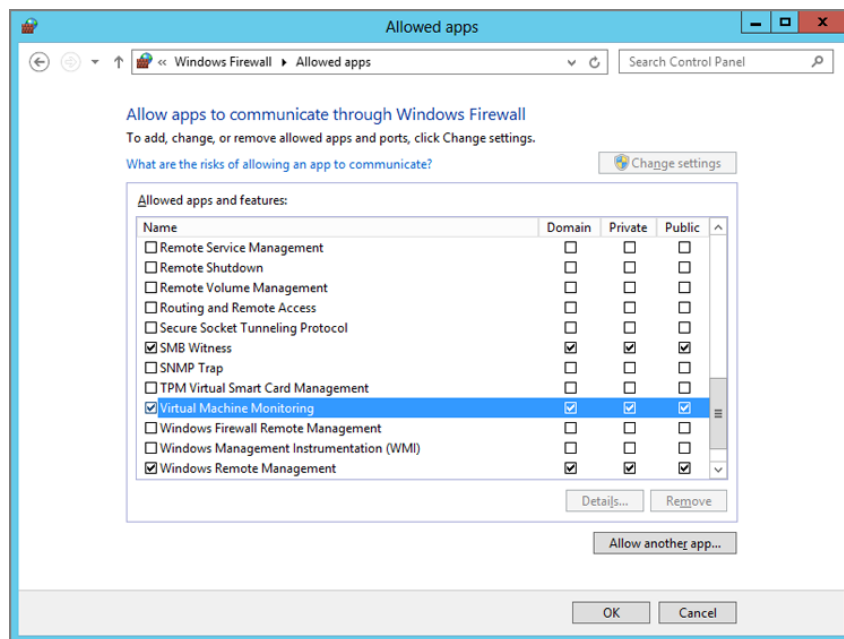 Allowed apps
« Windows Firewall ▸ Allowed apps
Search Control Panel
Allow apps to communicate through Windows Firewall
To add, change, or remove allowed apps and ports, click Change settings.
What are the risks of allowing an app to communicate?
Change settings
Allowed apps and features:
Name Domain Private Public
Remote Service Management
Remote Shutdown
Remote Volume Management
Routing and Remote Access
Secure Socket Tunneling Protocol
SMB Witness
SNMP Trap
TPM Virtual Smart Card Management
Virtual Machine Monitoring
Windows Firewall Remote Management
Windows Management Instrumentation (WMI)
Windows Remote Management
Details... Remove
Allow another app...
OK Cancel